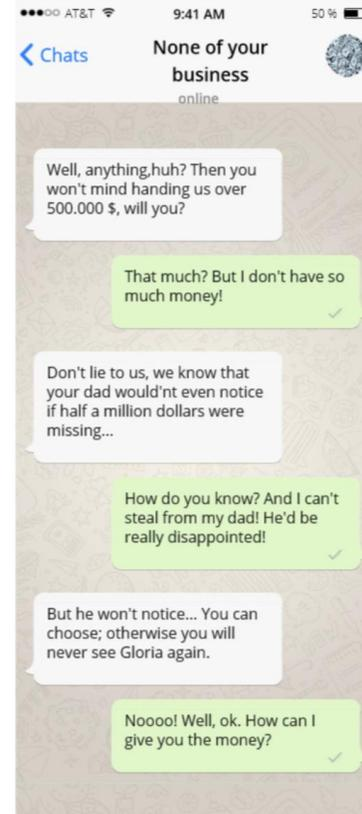 AT&T 9:41 AM 50 %
Chats
None of your
business
online
Well, anything,huh? Then you
won't mind handing us over
500.000 $, will you?
That much? But I don't have so
much money!
Don't lie to us, we know that
your dad would'nt even notice
if half a million dollars were
missing...
How do you know? And I can't
steal from my dad! He'd be
really disappointed!
But he won't notice... You can
choose; otherwise you will
never see Gloria again.
Noooo! Well, ok. How can I
give you the money?